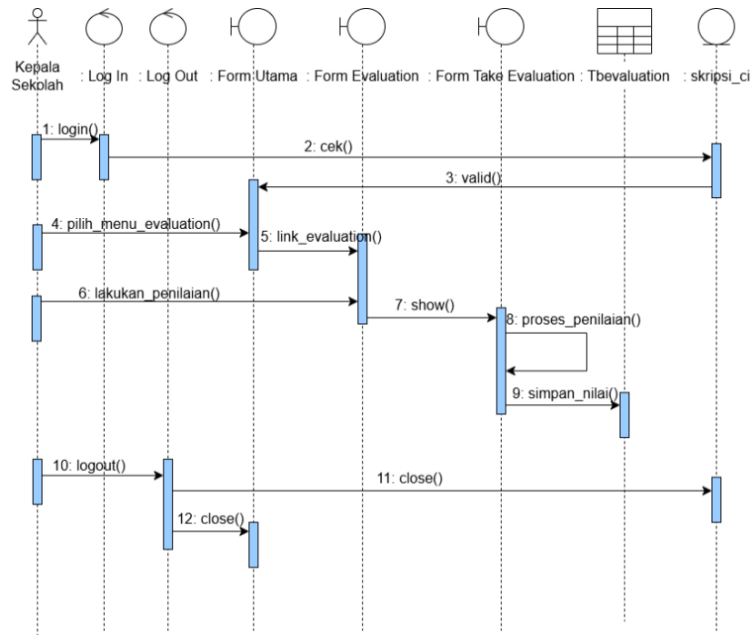 Kepala
Sekolah
: Log In
: Log Out
: Form Utama
: Form Evaluation
: Form Take Evaluation
: Tbevaluation
: skripsi_ci
1: login()
2: cek()
3: valid()
4: pilih_menu_evaluation()
5: link_evaluation()
6: lakukan_penilaian()
7: show()
8: proses_penilaian()
9: simpan_nilai()
10: logout()
11: close()
12: close()